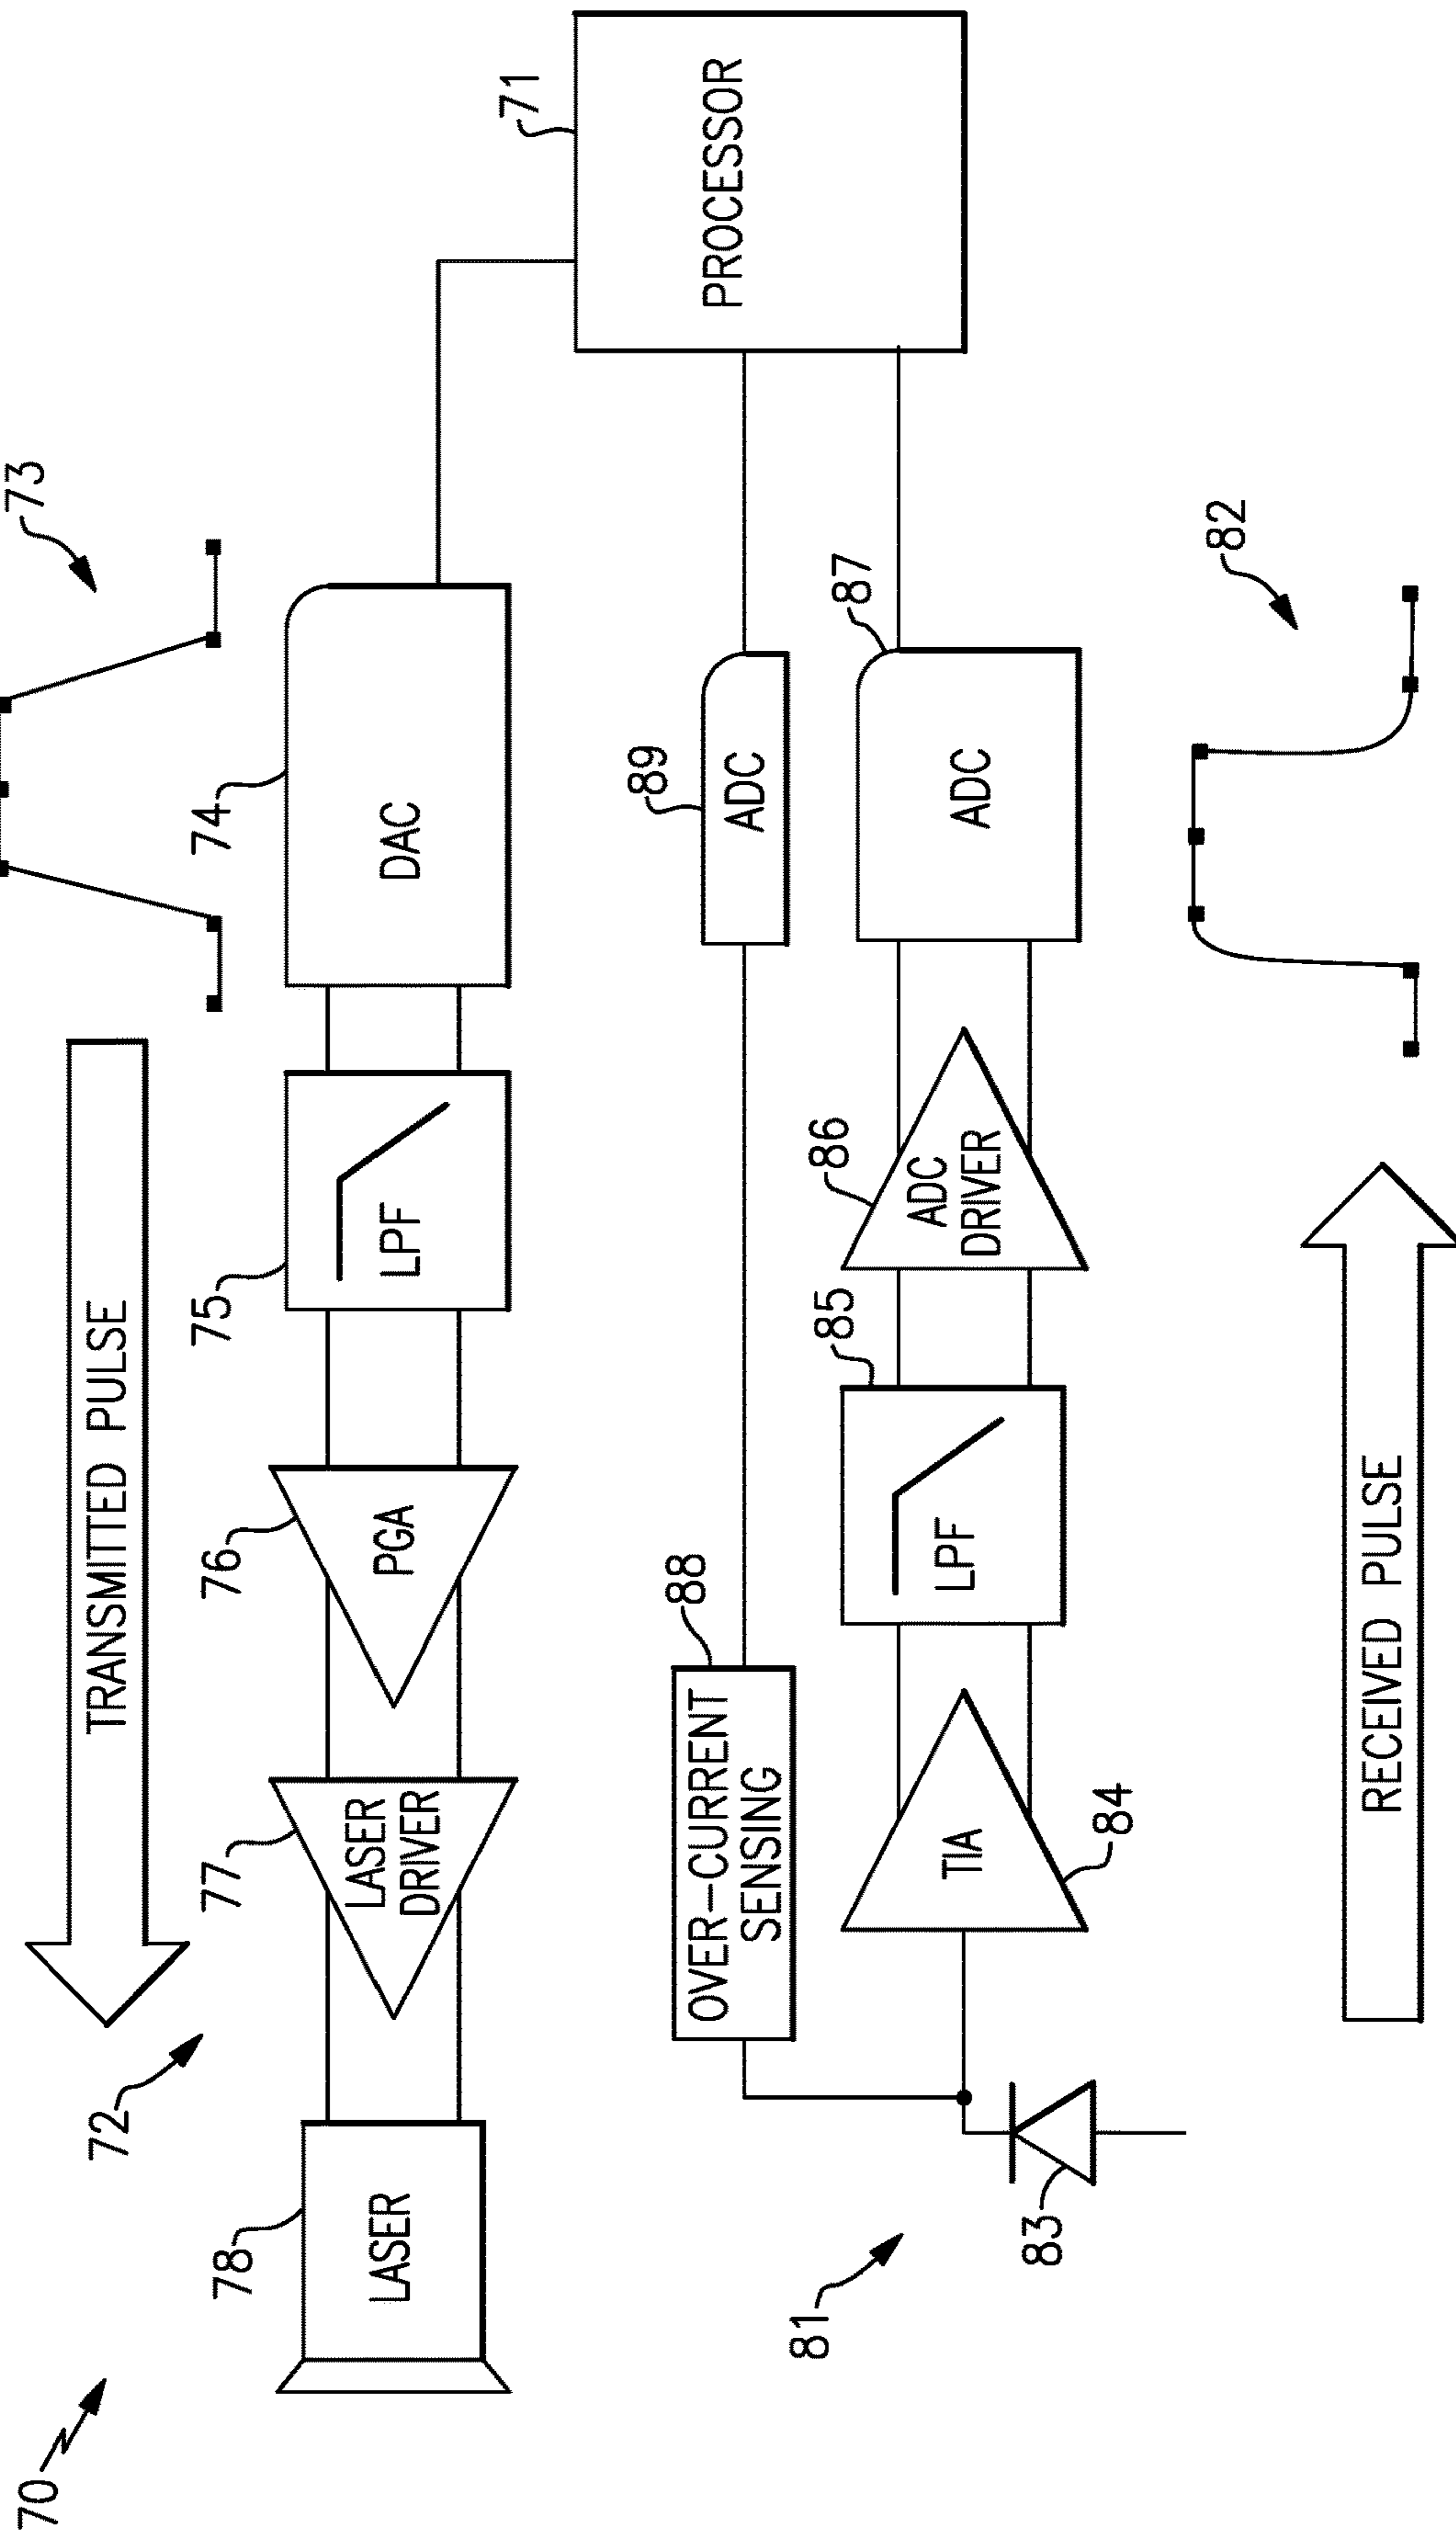 70
TRANSMITTED PULSE
73
72
78
LASER
77
LASER
DRIVER
76
PGA
75
LPF
74
DAC
71
PROCESSOR
88
OVER-CURRENT
SENSING
89
ADC
81
83
TIA
84
85
LPF
86
ADC
DRIVER
87
ADC
82
RECEIVED PULSE